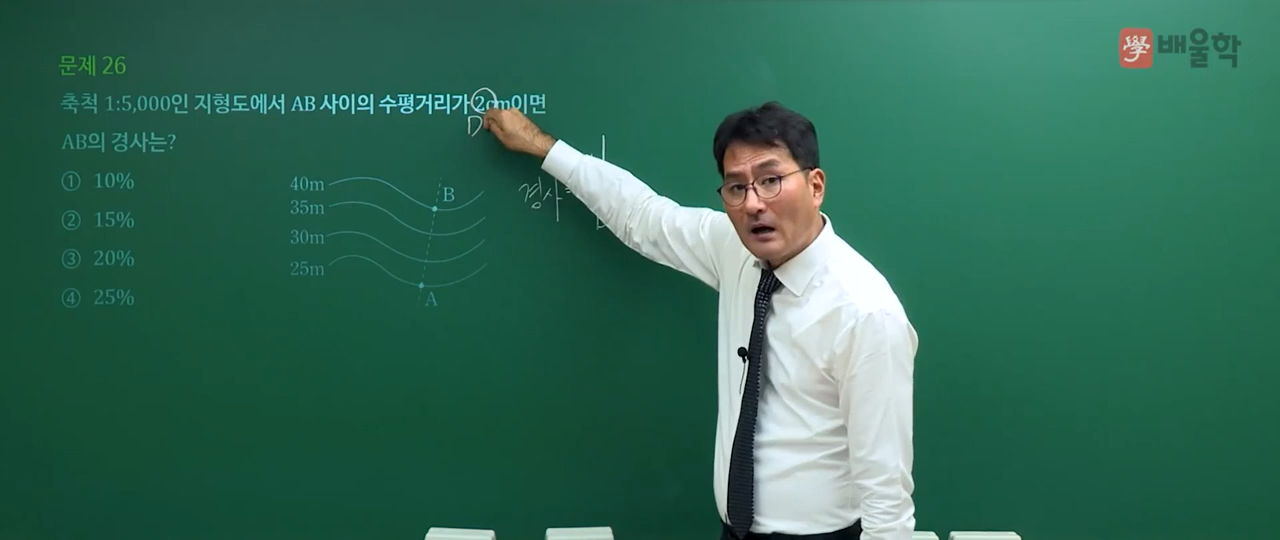 學 배울학
문제 26
축척 1:5,000인 지형도에서 AB 사이의 수평거리가 2cm이면
AB의 경사는?
① 10%
② 15%
③ 20%
④ 25%
40m
35m
30m
25m
B
A
D
경사